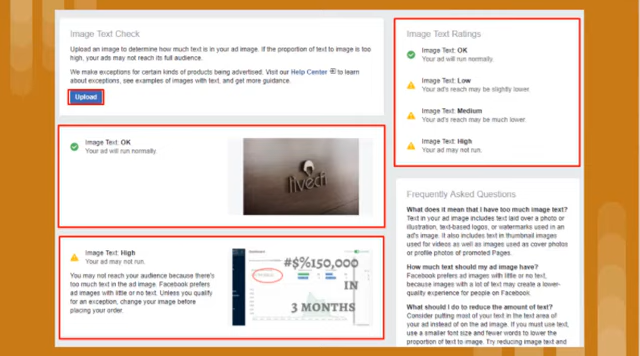 Image Text Check
Upload an image to determine how much text is in your ad image. If the proportion of text to image is too
high, your ads may not reach its full audience.
We make exceptions for certain kinds of products being advertised. Visit our Help Center to learn
about exceptions, see examples of images with text, and get more guidance.
Upload
Image Text: OK
Your ad will run normally.
livecti
Image Text: High
Your ad may not run.
You may not reach your audience because there's
too much text in the ad image. Facebook prefers
ad images with little or no text. Unless you qualify
for an exception, change your image before
placing your order.
#$%150,000
IN
3 MONTHS
Image Text Ratings
Image Text: OK
Your ad will run normally.
Image Text: Low
Your ad's reach may be slightly lower.
Image Text: Medium
Your ad's reach may be much lower.
Image Text: High
Your ad may not run.
Frequently Asked Questions
What does it mean that I have too much image text?
Text in your ad image includes text laid over a photo or
illustration, text-based logos, or watermarks used in an
ad's image. It also includes text in thumbnail images
used for videos as well as images used as cover photos
or profile photos of promoted Pages.
How much text should my ad image have?
Facebook prefers ad images with little or no text,
because images with a lot of text may create a lower-
quality experience for people on Facebook.
What should I do to reduce the amount of text?
Consider putting most of your text in the text area
of your ad instead of on the ad image. If you must use text,
use a smaller font size and fewer words to lower the
proportion of text to image. Try reducing image text and